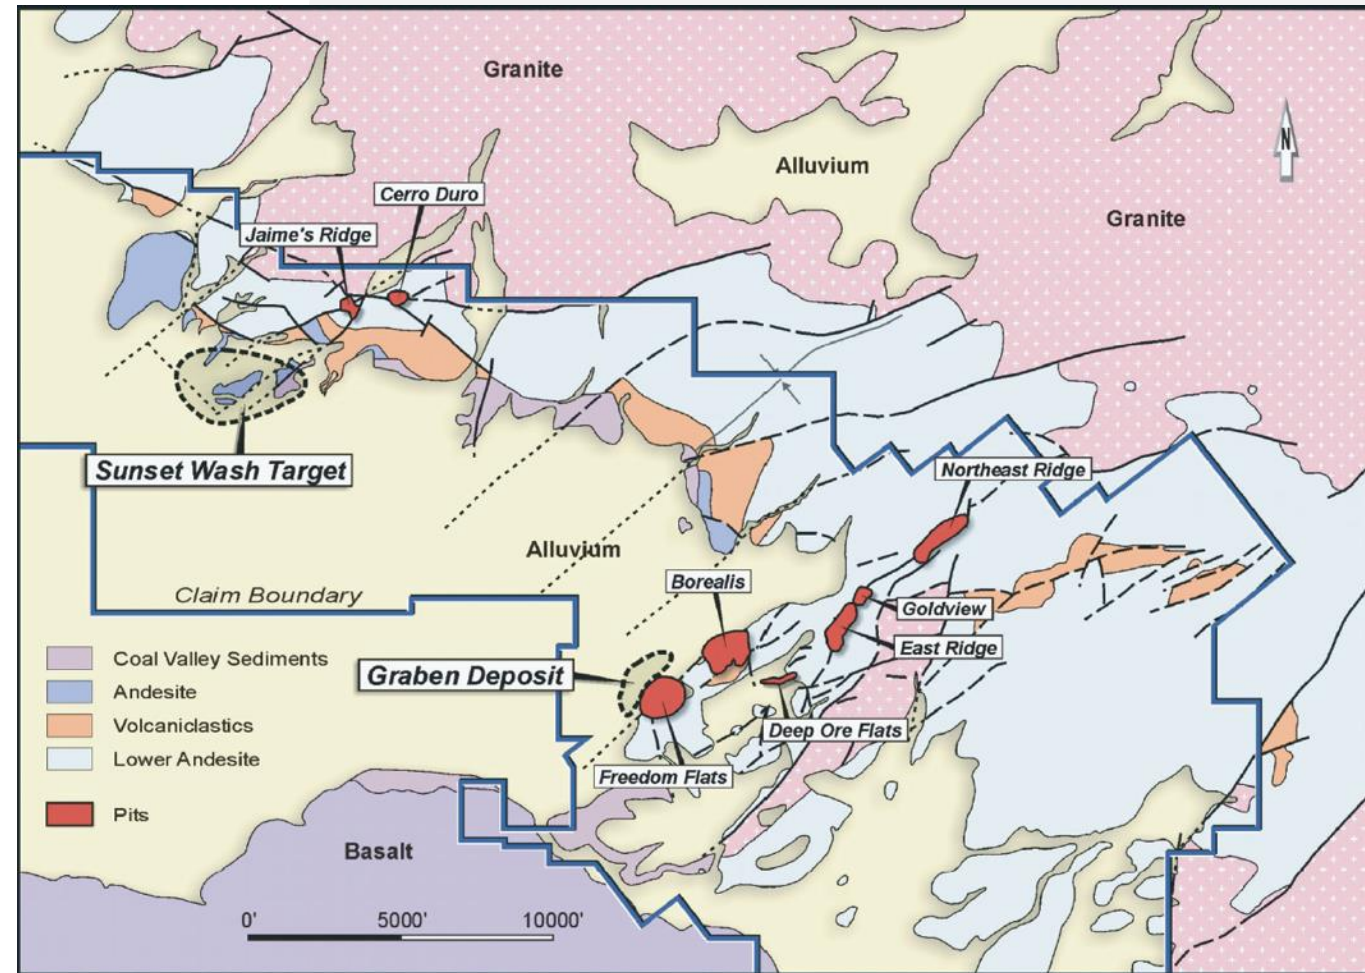 Granite
N
Alluvium
Cerro Duro
Granite
Jaime's Ridge
Sunset Wash Target
Northeast Ridge
Alluvium
Borealis
Claim Boundary
Goldview
East Ridge
Coal Valley Sediments
Graben Deposit
Andesite
Volcaniclastics
Deep Ore Flats
Lower Andesite
Freedom Flats
Pits
Basalt
0' 5000' 10000'